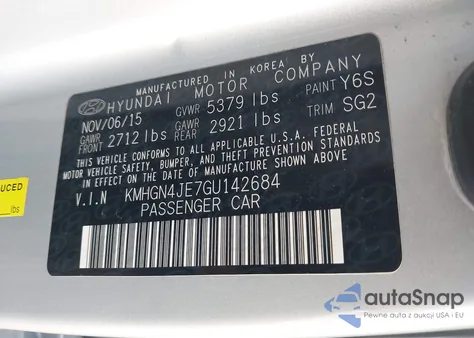 MANUFACTURED IN KOREA BY
HYUNDAI MOTOR COMPANY
NOV/06/15 GVWR 5379 lbs PAINT Y6S
GAWR FRONT 2712 lbs GAWR REAR 2921 lbs TRIM SG2
THIS VEHICLE CONFORMS TO ALL APPLICABLE U.S.A. FEDERAL
MOTOR VEHICLE SAFETY, BUMPER, AND THEFT PREVENTION
STANDARDS IN EFFECT ON THE DATE OF MANUFACTURE SHOWN ABOVE.
V.I.N KMHGN4JE7GU142684
PASSENGER CAR
UCED
lbs
autoSnap
Pewne auta z aukcji USA i EU